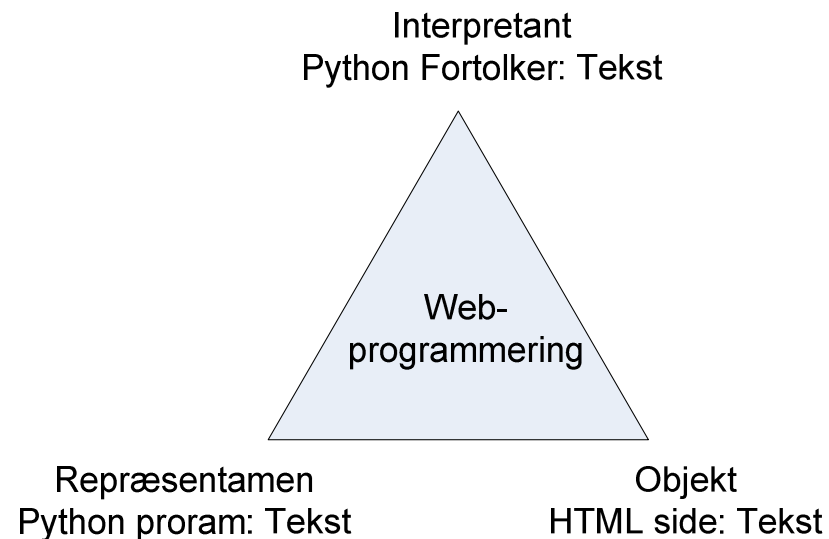 Interpretant
Python Fortolker: Tekst
Web-
programmering
Repræsentamen
Python proram: Tekst
Objekt
HTML side: Tekst